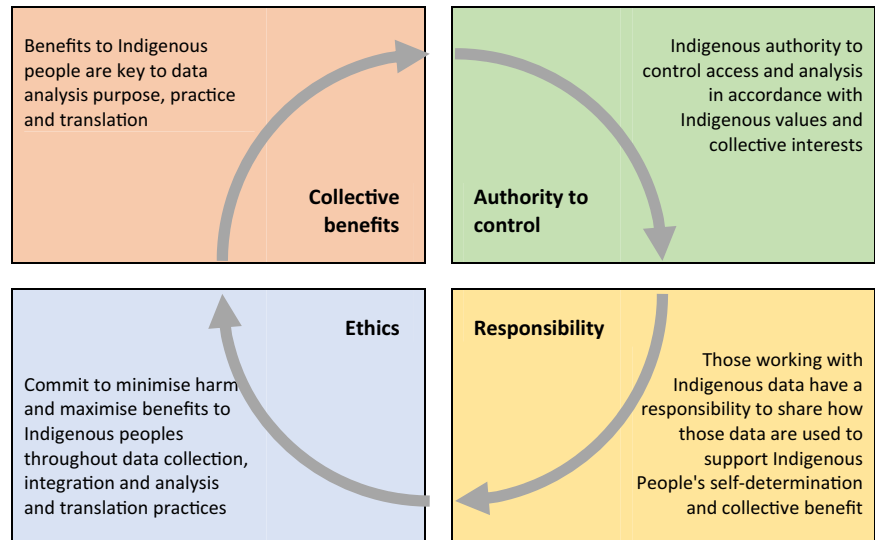 Benefits to Indigenous
people are key to data
analysis purpose, practice
and translation
Collective
benefits
Indigenous authority to
control access and analysis
in accordance with
Indigenous values and
collective interests
Authority to
control
Ethics
Commit to minimise harm
and maximise benefits to
Indigenous peoples
throughout data collection,
integration and analysis
and translation practices
Responsibility
Those working with
Indigenous data have a
responsibility to share how
those data are used to
support Indigenous
People's self-determination
and collective benefit